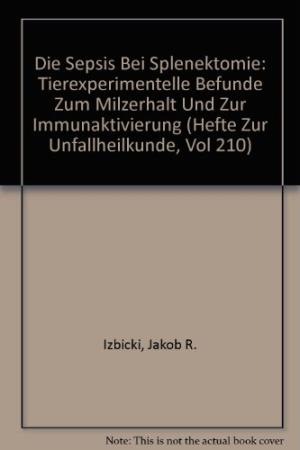 Die Sepsis Bei Splenektomie:
Tierexperimentelle Befunde
Zum Milzerhalt Und Zur
Immunaktivierung (Hefte Zur
Unfallheilkunde, Vol 210)
Izbicki, Jakob R.
Note: This is not the actual book cover